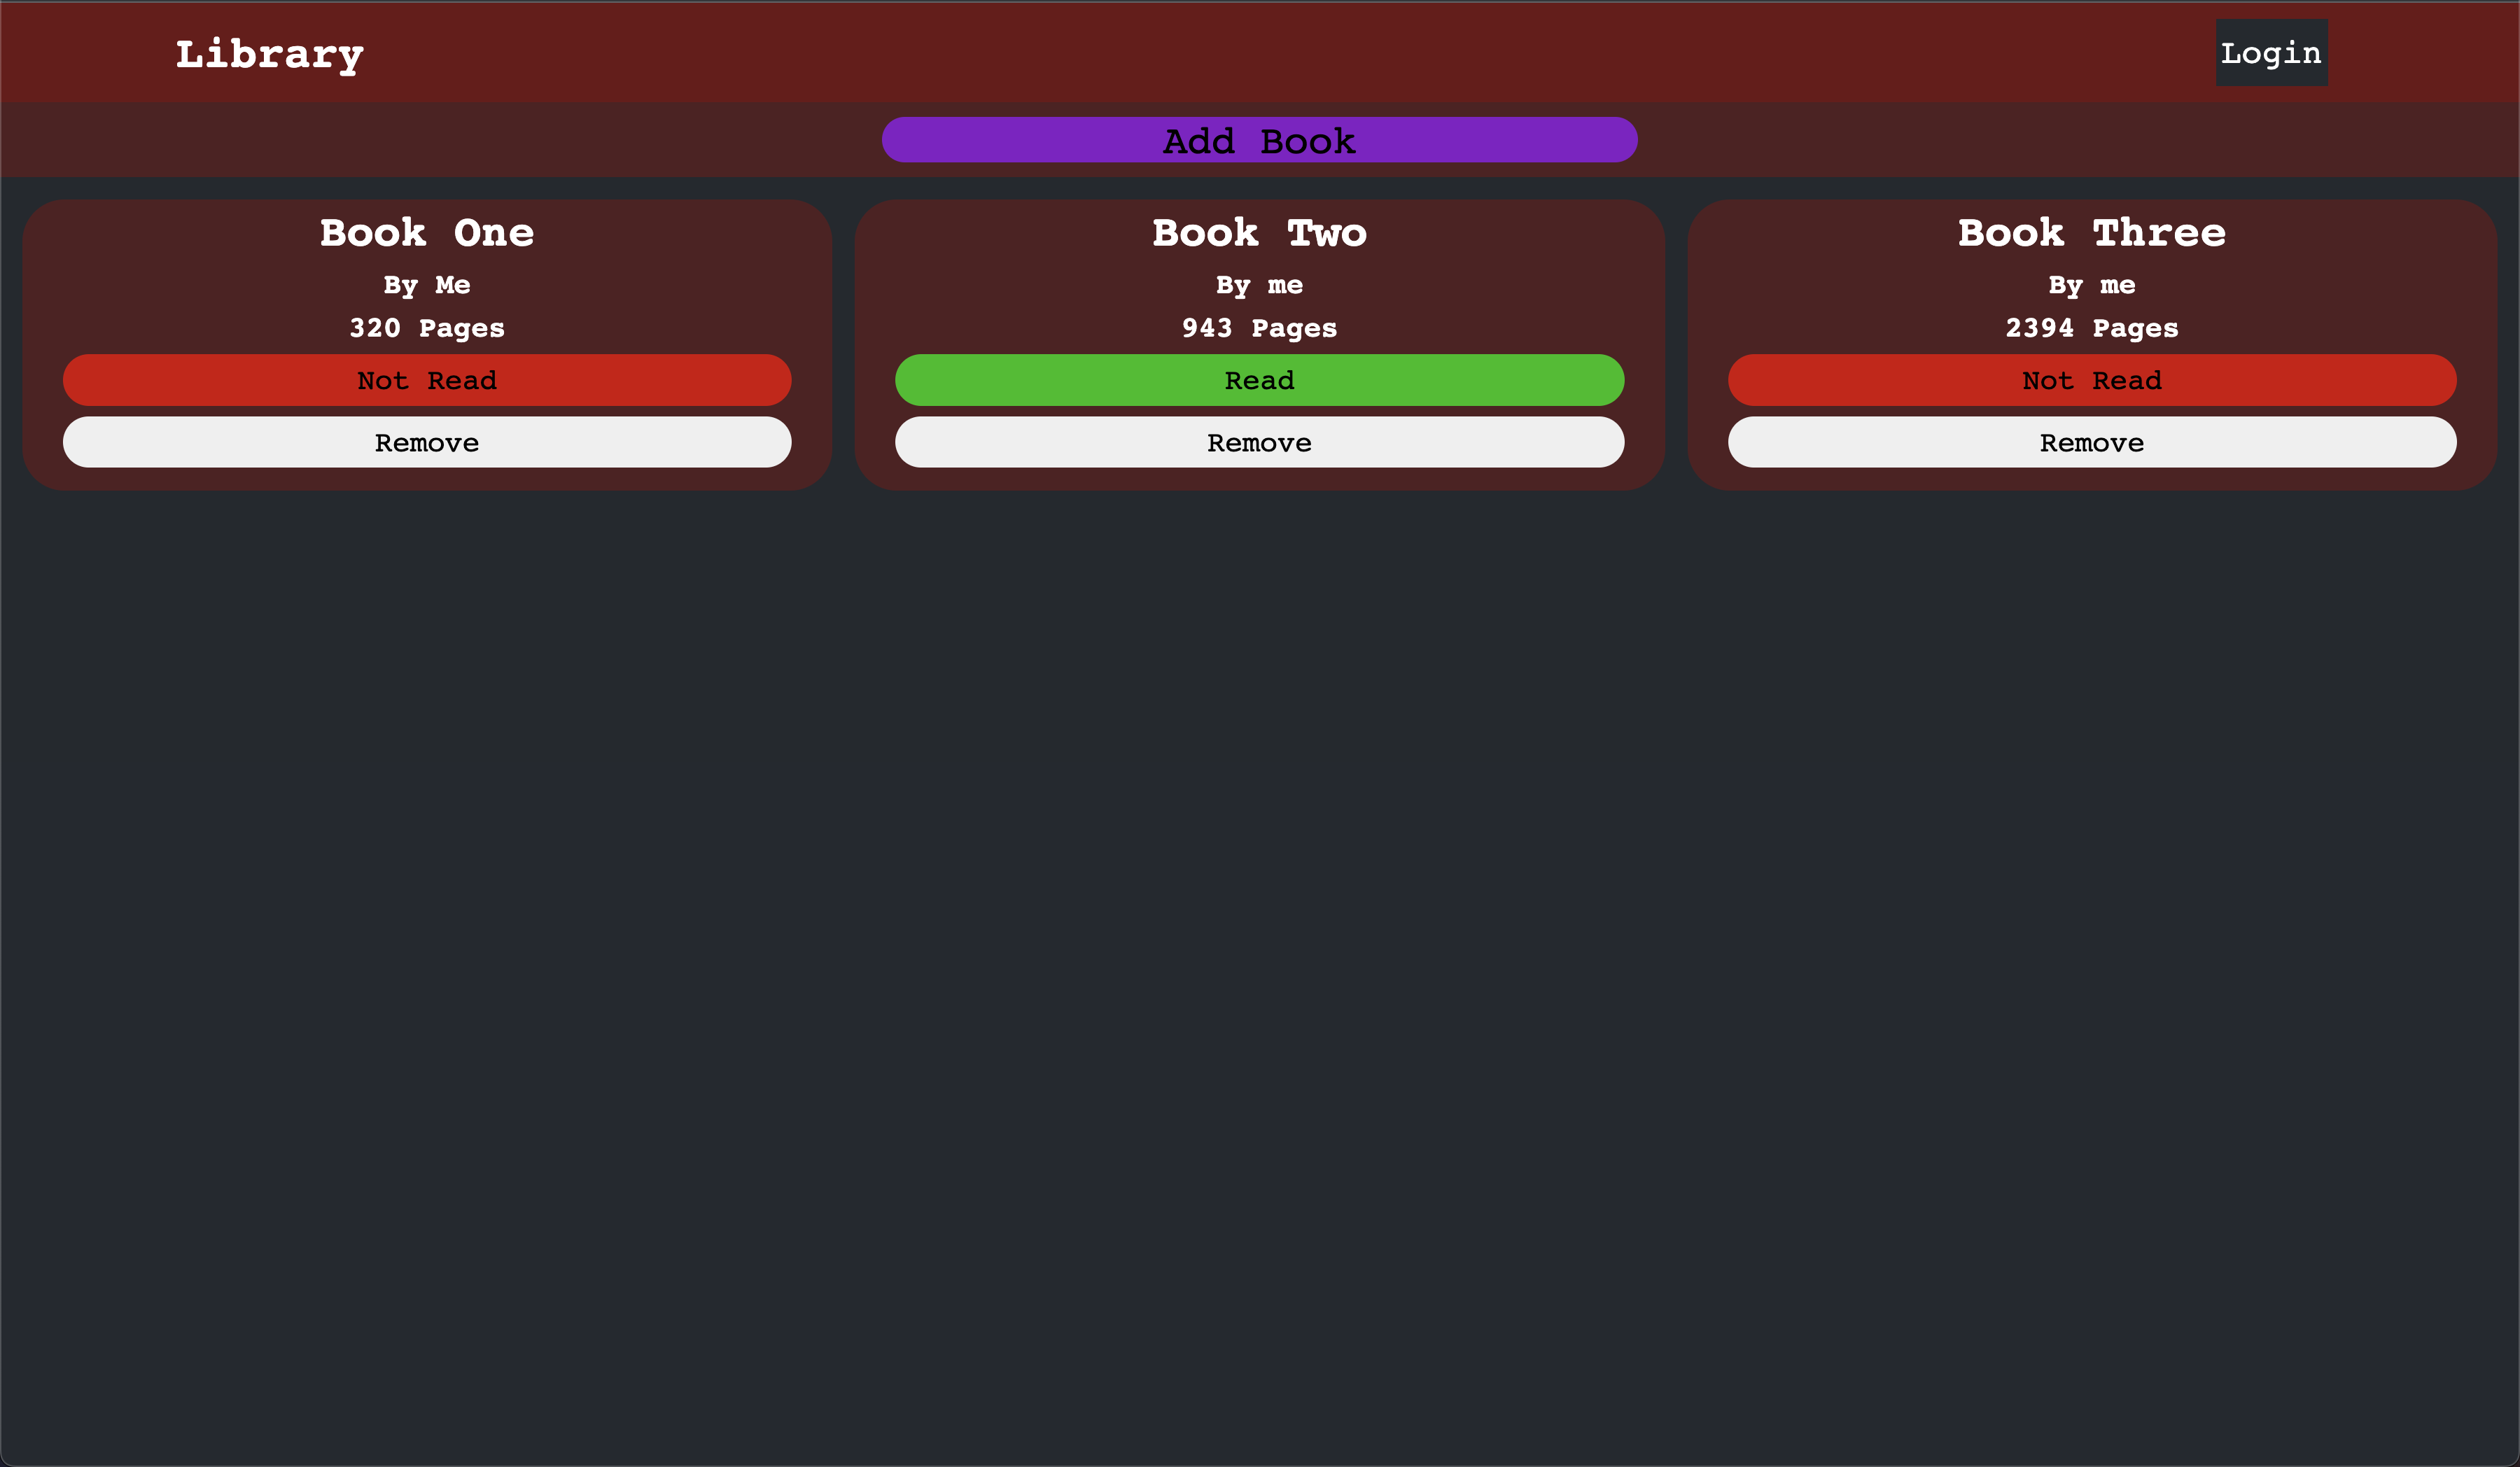 Library
Login
Add Book
Book One
By Me
320 Pages
Not Read
Remove
Book Two
By me
943 Pages
Read
Remove
Book Three
By me
2394 Pages
Not Read
Remove